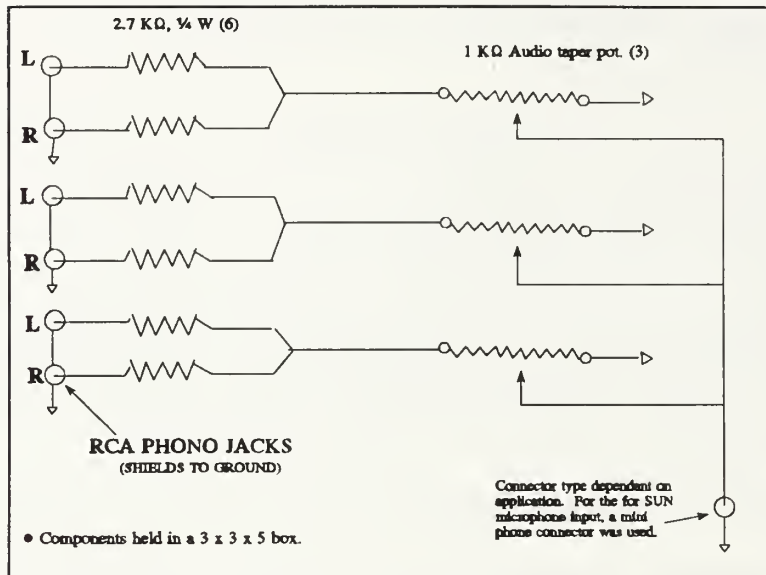 2.7 KΩ, ¼ W (6)
1 KΩ Audio taper pot. (3)
L
R
L
R
L
R
RCA PHONO JACKS
(SHIELDS TO GROUND)
Connector type dependant on
application. For the for SUN
microphone input, a mini
phone connector was used.
• Components held in a 3 x 3 x 5 box.